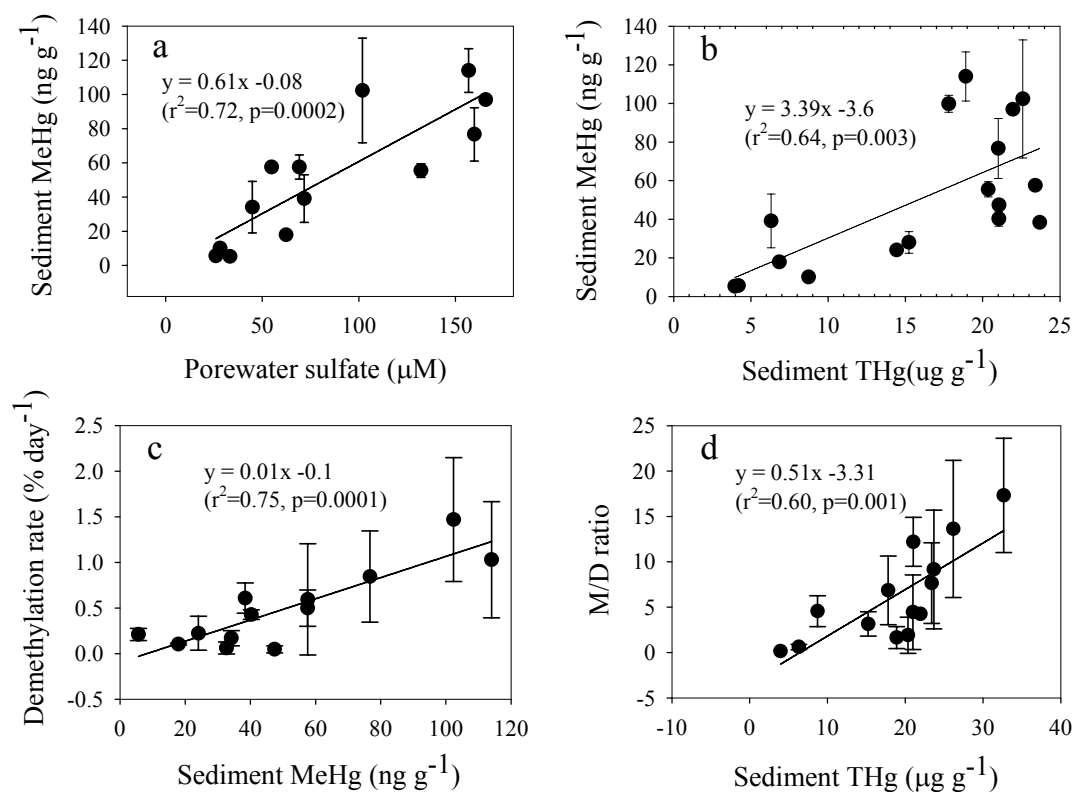 a
y = 0.61x -0.08
(r²=0.72, p=0.0002)
Sediment MeHg (ng g⁻¹)
140
120
100
80
60
40
20
0
0 50 100 150
Porewater sulfate (μM)
b
y = 3.39x -3.6
(r²=0.64, p=0.003)
Sediment MeHg (ng g⁻¹)
140
120
100
80
60
40
20
0
0 5 10 15 20 25
Sediment THg(ug g⁻¹)
c
y = 0.01x -0.1
(r²=0.75, p=0.0001)
Demethylation rate (% day⁻¹)
2.5
2.0
1.5
1.0
0.5
0.0
-0.5
0 20 40 60 80 100 120
Sediment MeHg (ng g⁻¹)
d
y = 0.51x -3.31
(r²=0.60, p=0.001)
M/D ratio
25
20
15
10
5
0
-5
-10 0 10 20 30 40
Sediment THg (μg g⁻¹)